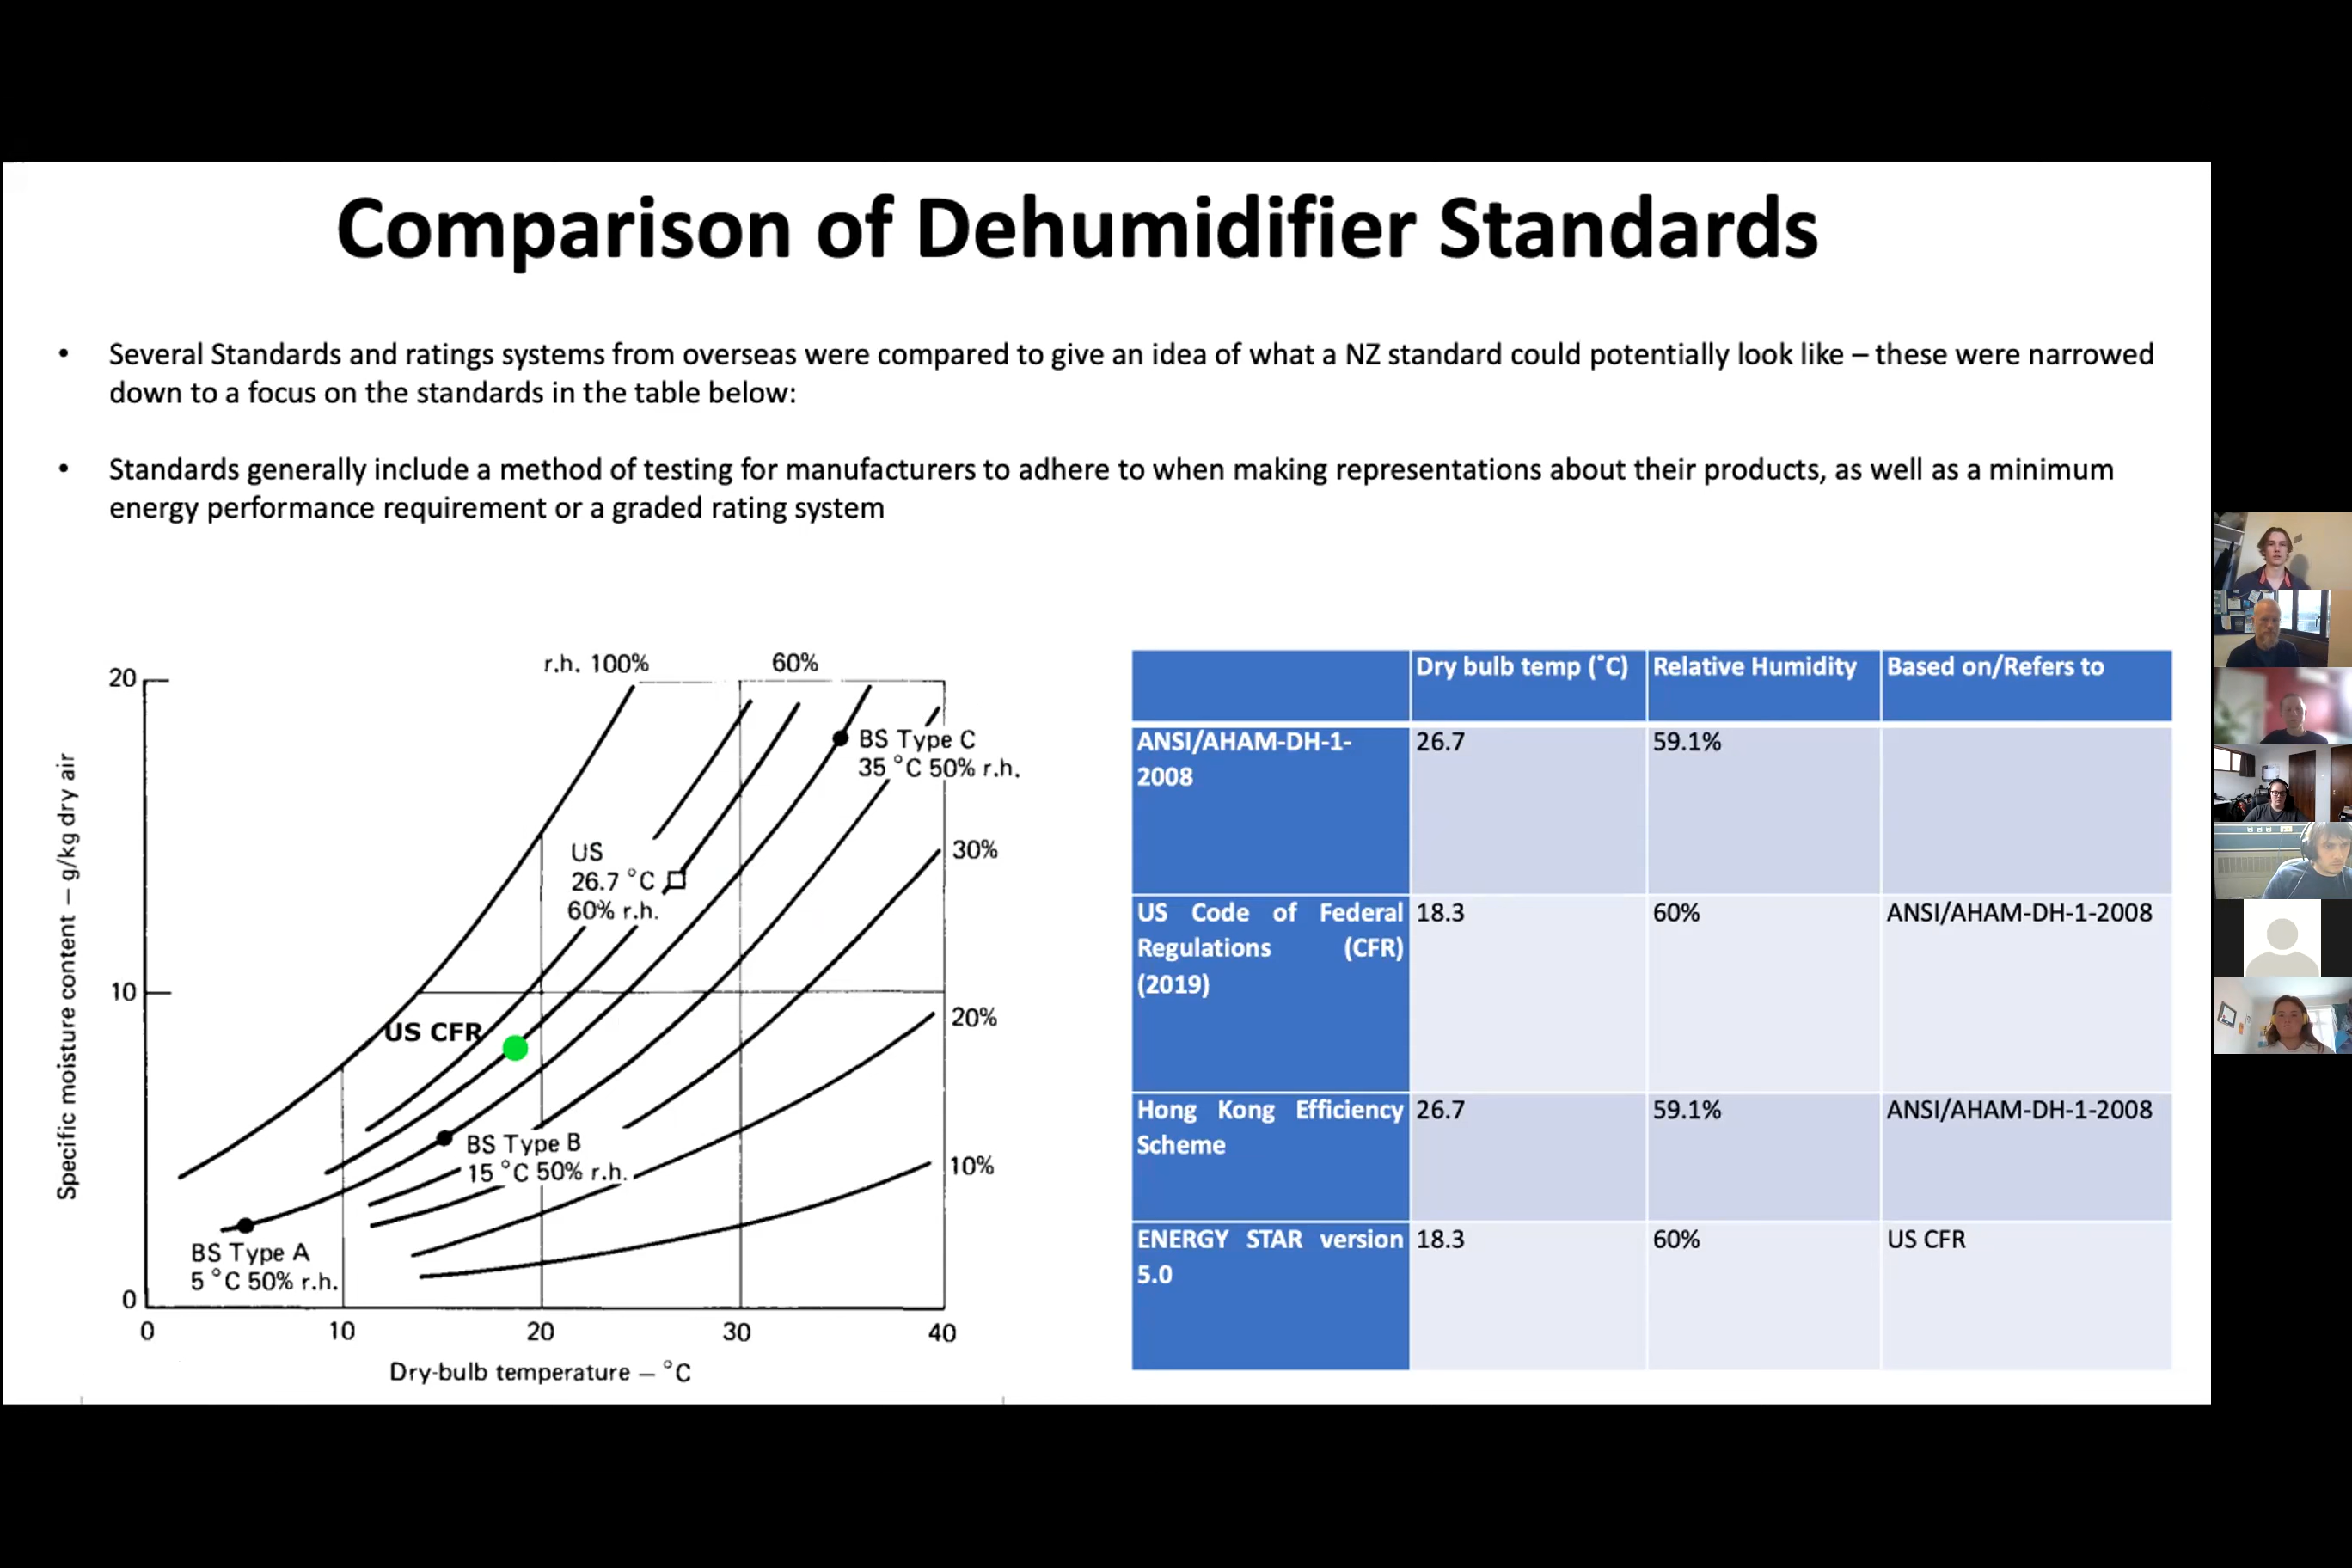 Comparison of Dehumidifier Standards
• Several Standards and ratings systems from overseas were compared to give an idea of what a NZ standard could potentially look like – these were narrowed
down to a focus on the standards in the table below:
• Standards generally include a method of testing for manufacturers to adhere to when making representations about their products, as well as a minimum
energy performance requirement or a graded rating system
r.h. 100%
60%
20
BS Type C
35 °C 50% r.h.
US
26.7 °C
60% r.h.
30%
10
US CFR
20%
BS Type B
15 °C 50% r.h.
10%
BS Type A
5 °C 50% r.h.
0
0 10 20 30 40
Dry-bulb temperature — °C
Specific moisture content — g/kg dry air
Dry bulb temp (°C) Relative Humidity Based on/Refers to
ANSI/AHAM-DH-1- 26.7 59.1%
2008
US Code of Federal 18.3 60% ANSI/AHAM-DH-1-2008
Regulations (CFR)
(2019)
Hong Kong Efficiency 26.7 59.1% ANSI/AHAM-DH-1-2008
Scheme
ENERGY STAR version 18.3 60% US CFR
5.0